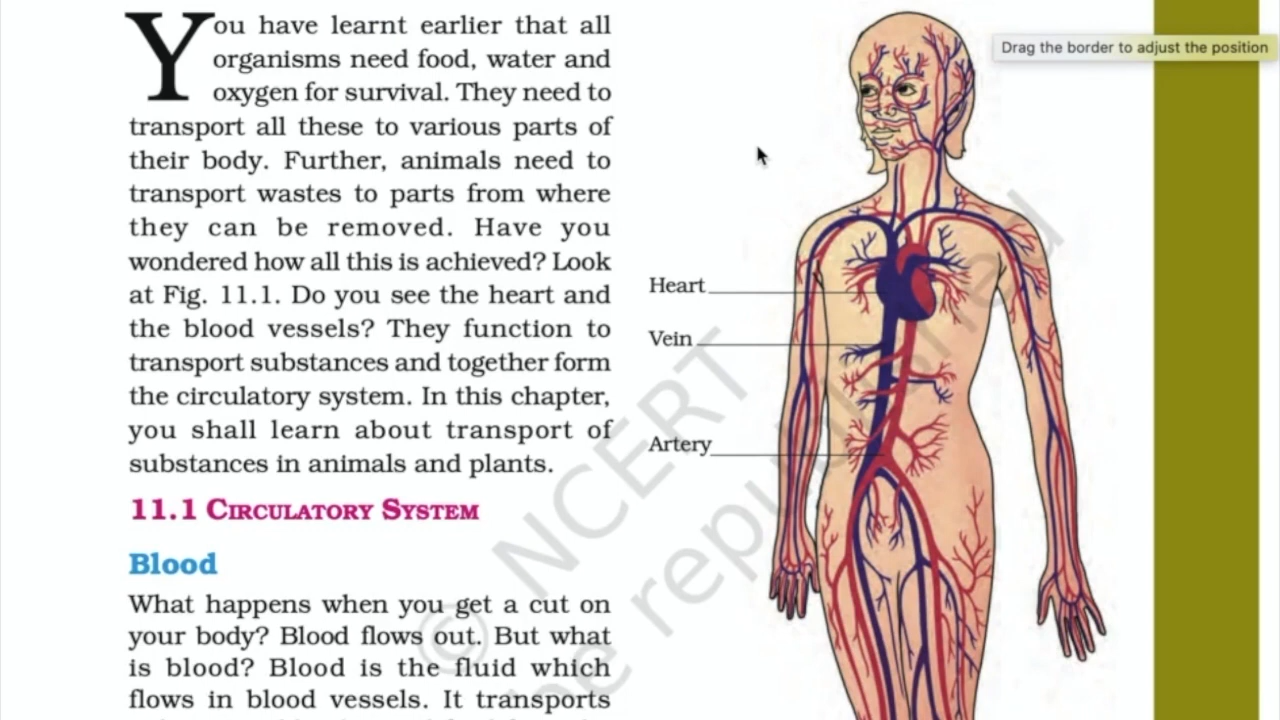 You have learnt earlier that all
organisms need food, water and
oxygen for survival. They need to
transport all these to various parts of
their body. Further, animals need to
transport wastes to parts from where
they can be removed. Have you
wondered how all this is achieved? Look
at Fig. 11.1. Do you see the heart and
the blood vessels? They function to
transport substances and together form
the circulatory system. In this chapter,
you shall learn about transport of
substances in animals and plants.
11.1 CIRCULATORY SYSTEM
Blood
What happens when you get a cut on
your body? Blood flows out. But what
is blood? Blood is the fluid which
flows in blood vessels. It transports
Heart
Vein
Artery
Drag the border to adjust the position
© NCERT
be republished